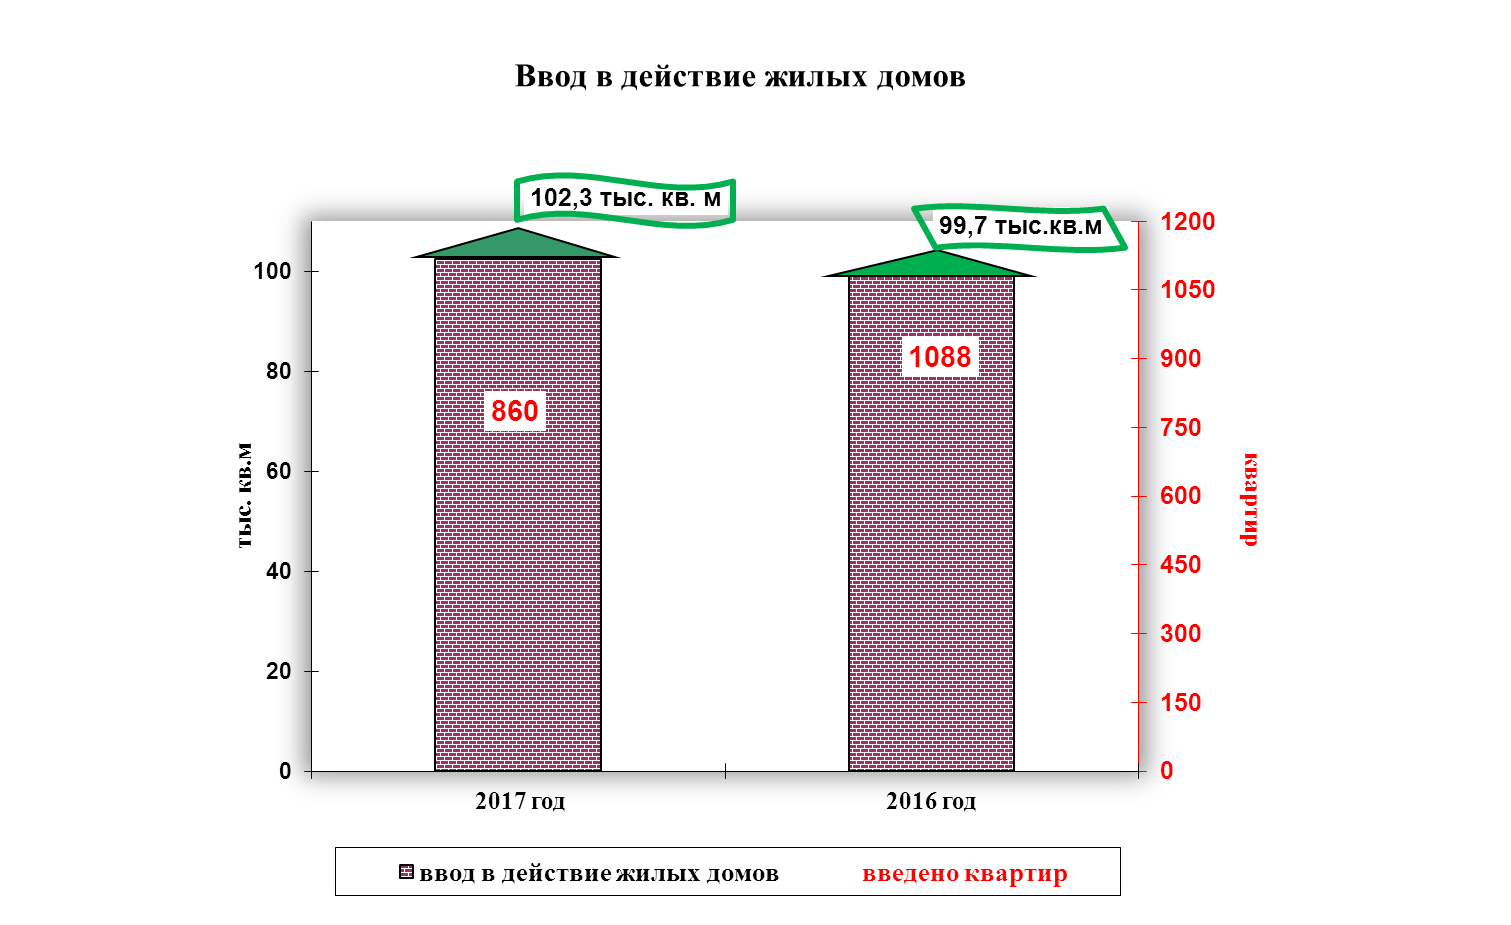 Ввод в действие жилых домов
102,3 тыс. кв. м
99,7 тыс.кв.м
1200
1050
900
750
600
450
300
150
0
100
80
60
40
20
0
тыс. кв.м
квартир
860
1088
2017 год
2016 год
ввод в действие жилых домов
введено квартир